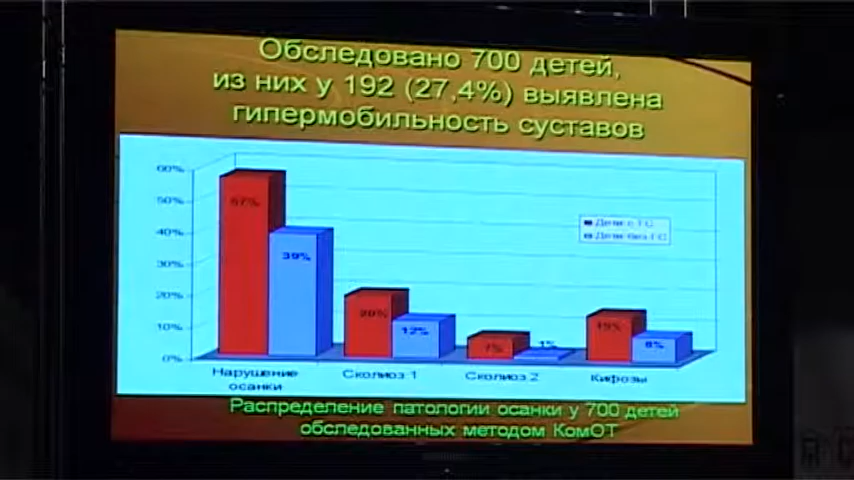 Обследовано 700 детей,
из них у 192 (27,4%) выявлена
гипермобильность суставов
60%
50%
40%
30%
20%
10%
0%
57%
39%
20%
12%
7%
1%
15%
8%
Дети с ГС
Дети без ГС
Нарушение
осанки
Сколиоз 1
Сколиоз 2
Кифозы
Распределение патологии осанки у 700 детей
обследованных методом КомОТ